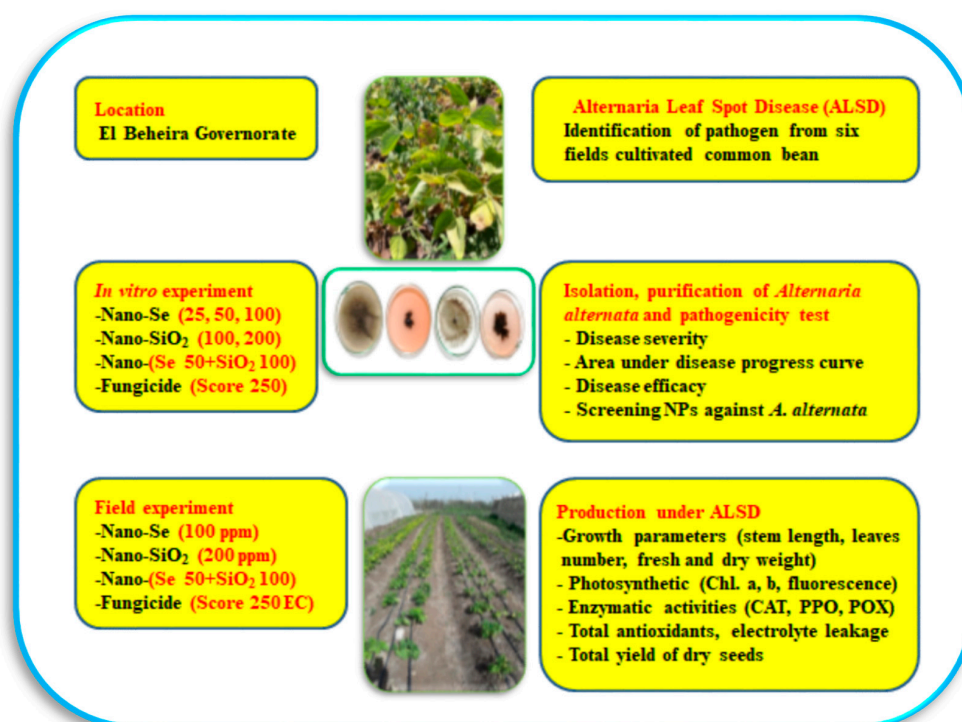 Location
El Beheira Governorate
Alternaria Leaf Spot Disease (ALSD)
Identification of pathogen from six
fields cultivated common bean
In vitro experiment
-Nano-Se (25, 50, 100)
-Nano-SiO₂ (100, 200)
-Nano-(Se 50+SiO₂ 100)
-Fungicide (Score 250)
Isolation, purification of Alternaria
alternata and pathogenicity test
- Disease severity
- Area under disease progress curve
- Disease efficacy
- Screening NPs against A. alternata
Field experiment
-Nano-Se (100 ppm)
-Nano-SiO₂ (200 ppm)
-Nano-(Se 50+SiO₂ 100)
-Fungicide (Score 250 EC)
Production under ALSD
-Growth parameters (stem length, leaves
number, fresh and dry weight)
- Photosynthetic (Chl. a, b, fluorescence)
- Enzymatic activities (CAT, PPO, POX)
- Total antioxidants, electrolyte leakage
- Total yield of dry seeds